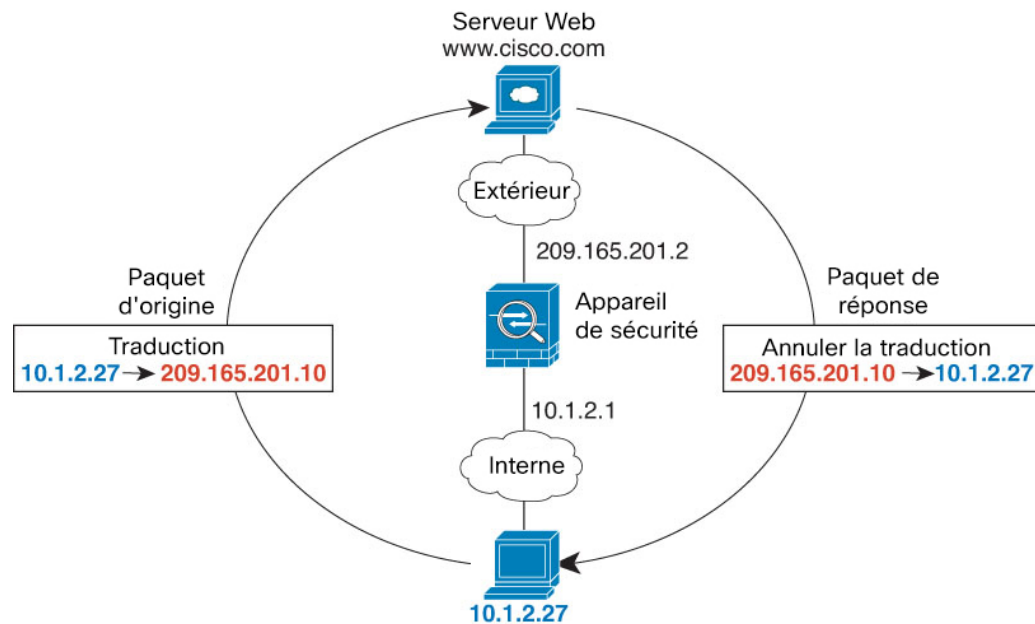 Serveur Web
www.cisco.com
Extérieur
209.165.201.2
Paquet
d'origine
Traduction
10.1.2.27 209.165.201.10
Appareil
de sécurité
Paquet de
réponse
Annuler la traduction
209.165.201.10 10.1.2.27
10.1.2.1
Interne
10.1.2.27